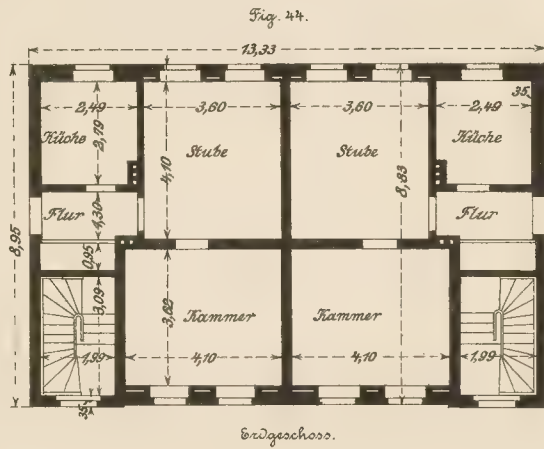 Fig. 44.
13,33
2,49 3,60 3,60 2,49 35
Küche 2,79 Stube Stube Küche
4,10
8,83
8,95
Flur 1,30 Flur
0,95
3,09
3,62
Kammer Kammer
1,99 4,10 4,10 1,99
35
Erdgeschoss.